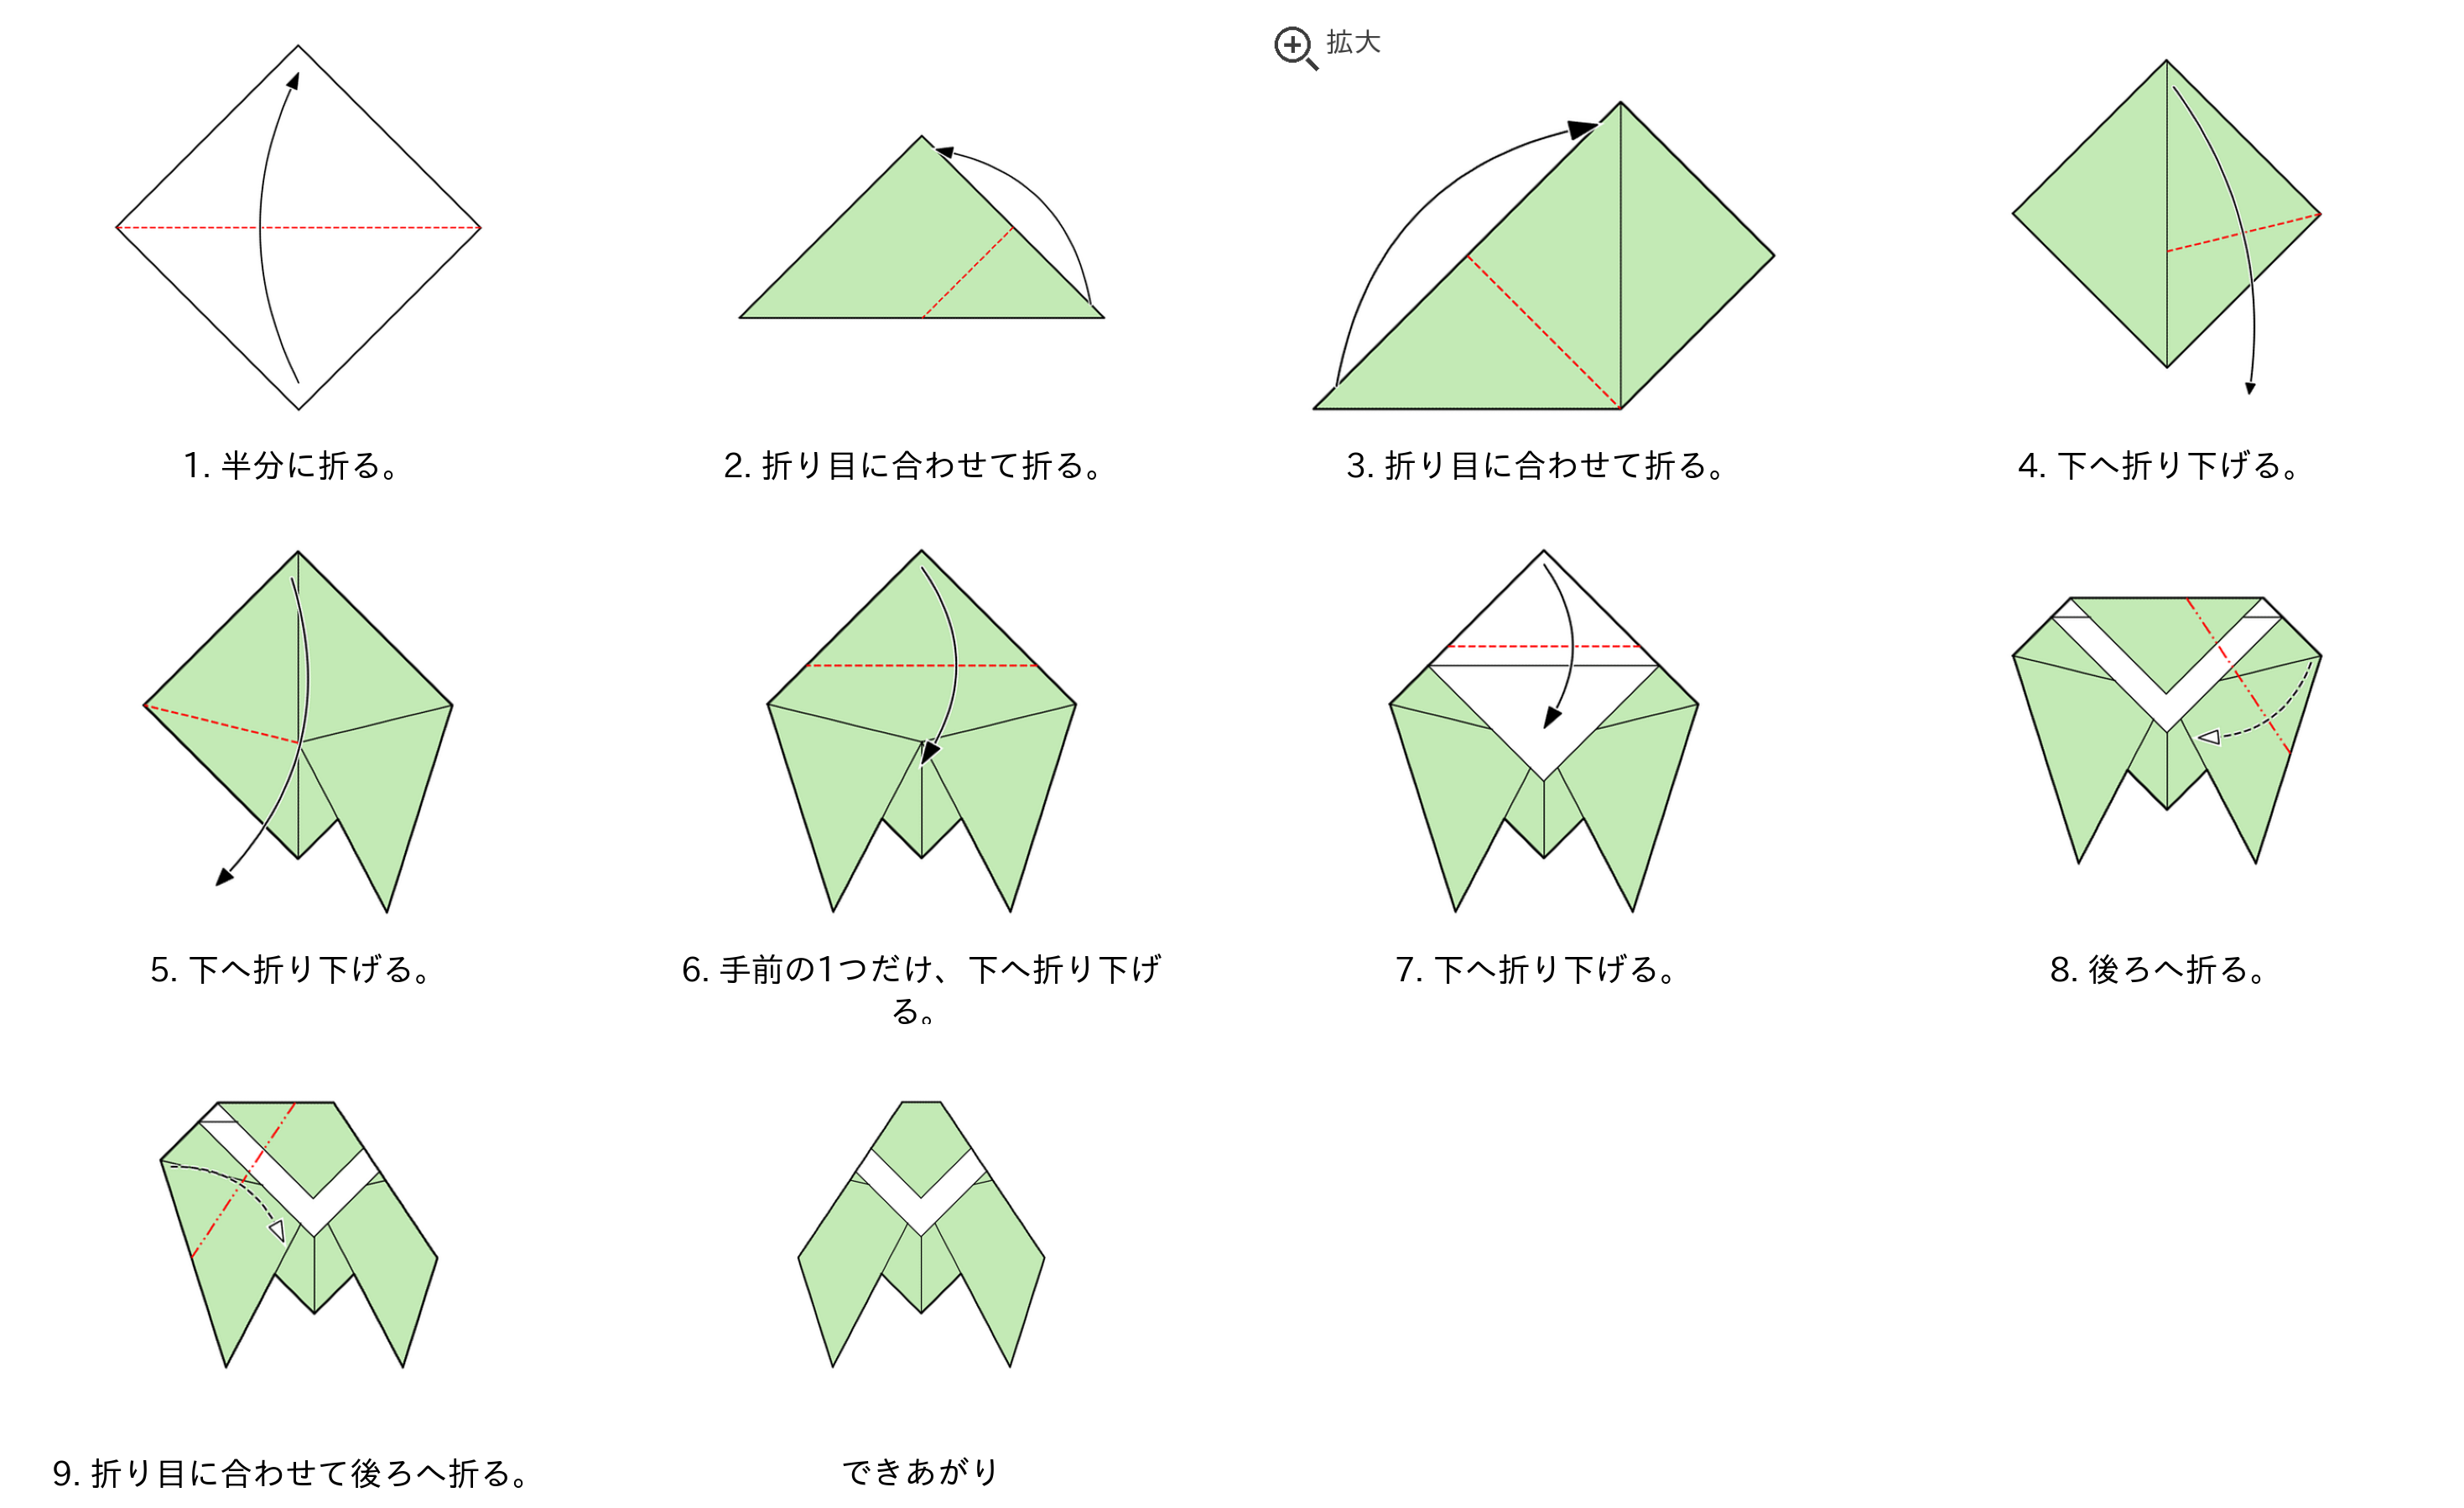 拡大
1. 半分に折る。
2. 折り目に合わせて折る。
3. 折り目に合わせて折る。
4. 下へ折り下げる。
5. 下へ折り下げる。
6. 手前の1つだけ、下へ折り下げ
る。
7. 下へ折り下げる。
8. 後ろへ折る。
9. 折り目に合わせて後ろへ折る。
できあがり